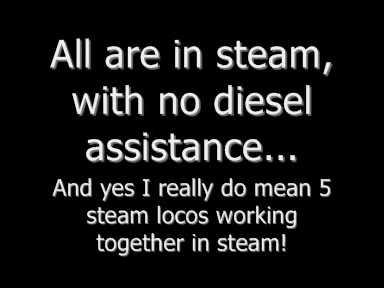 All are in steam,
with no diesel
assistance...
And yes I really do mean 5
steam locos working
together in steam!